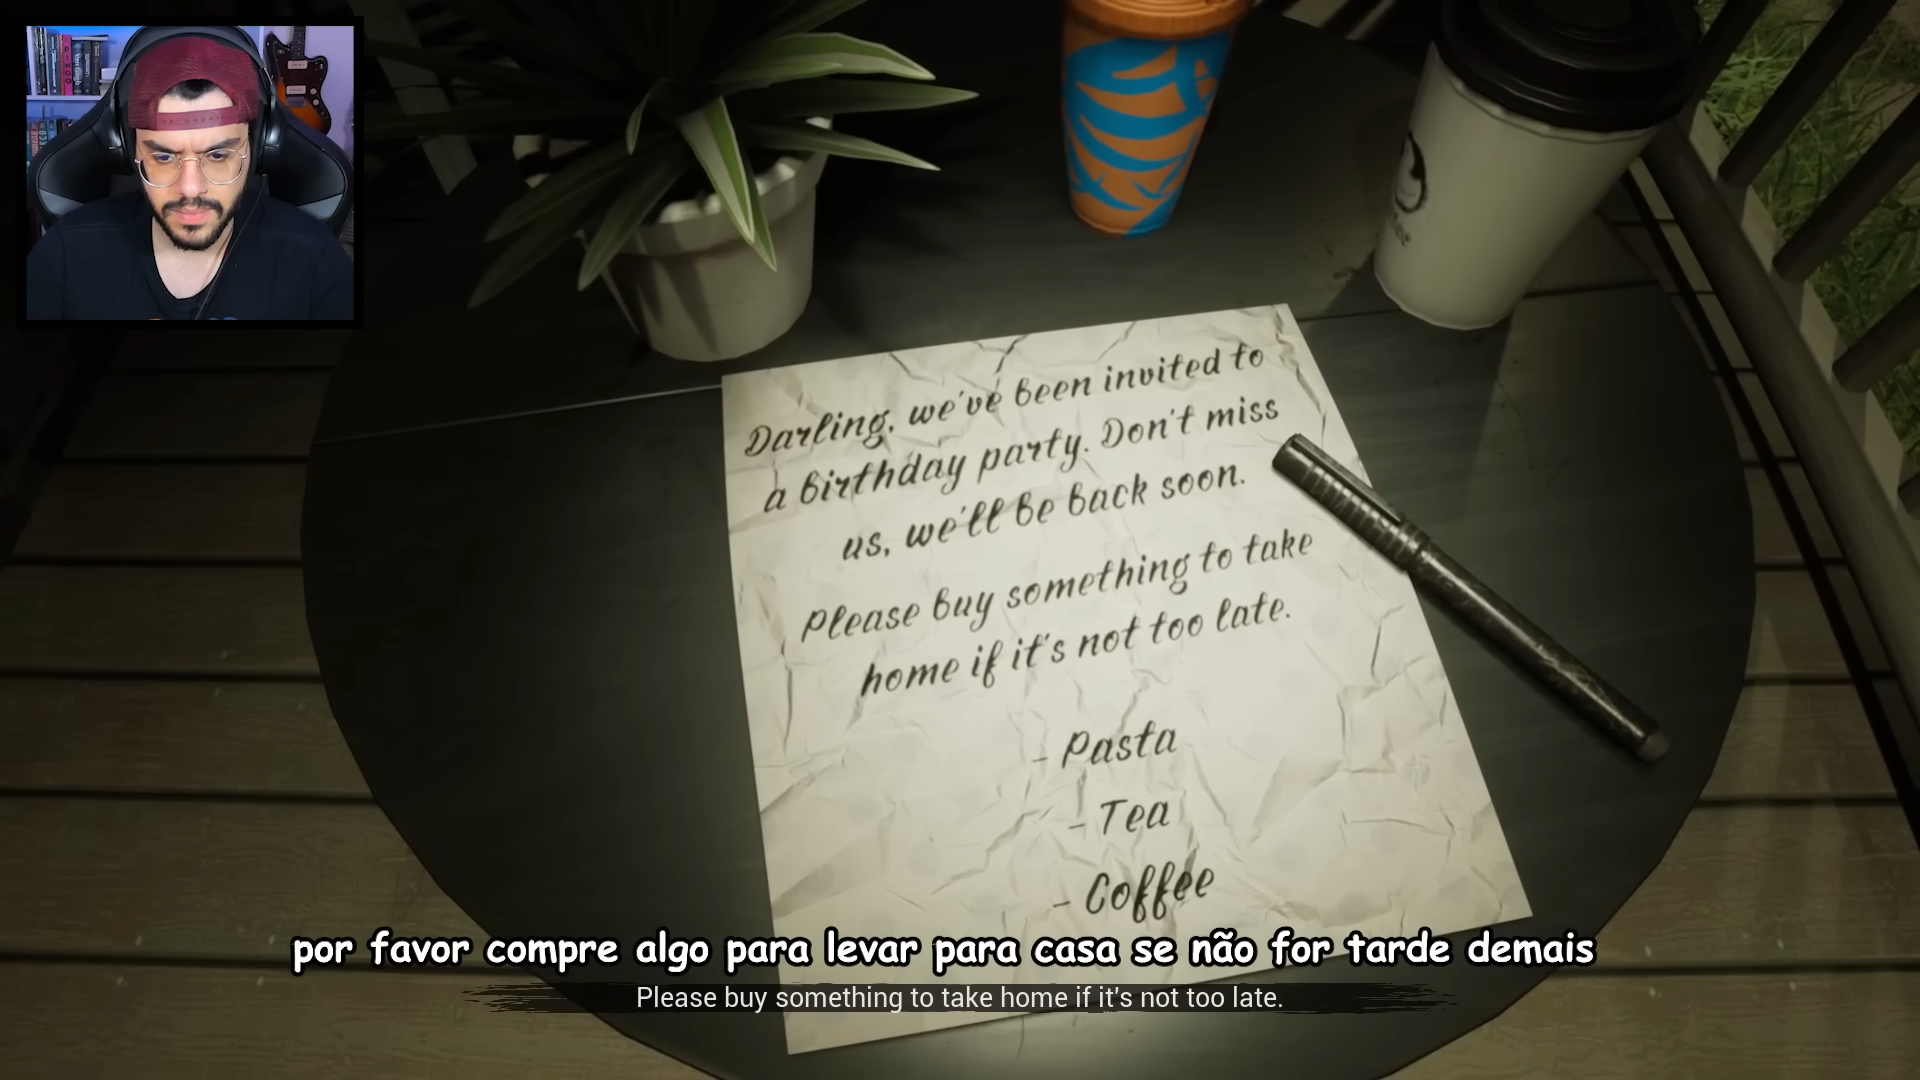 Darling, we've been invited to
a birthday party. Don't miss
us, we'll be back soon.
Please buy something to take
home if it's not too late.
- Pasta
- Tea
- Coffee
por favor compre algo para levar para casa se não for tarde demais
Please buy something to take home if it's not too late.